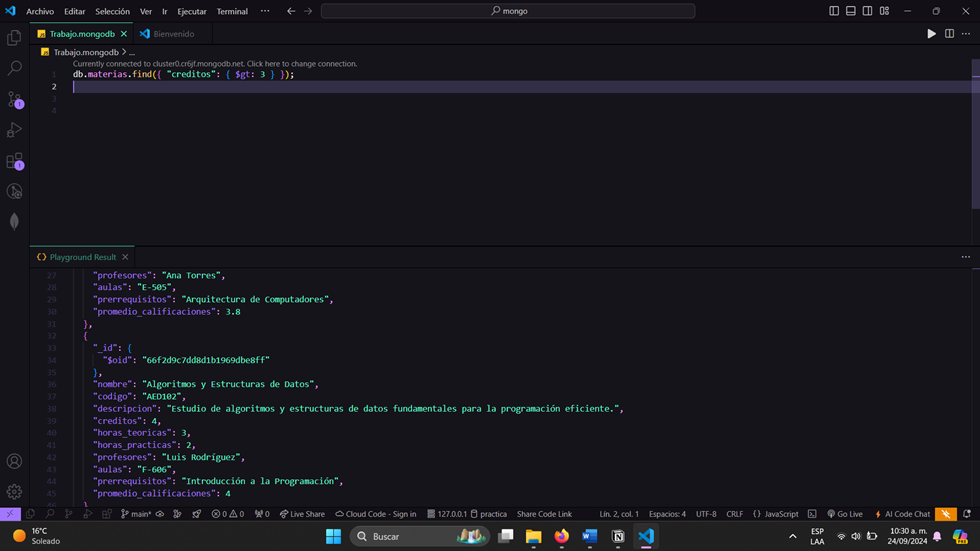 Archivo Editar Selección Ver Ir Ejecutar Terminal ··· mongo
Trabajo.mongodb Bienvenido
Trabajo.mongodb > ...
Currently connected to cluster0.cr6jf.mongodb.net. Click here to change connection.
1 db.materias.find({ "creditos": { $gt: 3 } });
2
3
4
Playground Result
27 "profesores": "Ana Torres",
28 "aulas": "E-505",
29 "prerrequisitos": "Arquitectura de Computadores",
30 "promedio_calificaciones": 3.8
31 },
32 {
33 "_id": {
34 "$oid": "66f2d9c7dd8d1b1969dbe8ff"
35 },
36 "nombre": "Algoritmos y Estructuras de Datos",
37 "codigo": "AED102",
38 "descripcion": "Estudio de algoritmos y estructuras de datos fundamentales para la programación eficiente.",
39 "creditos": 4,
40 "horas_teoricas": 3,
41 "horas_practicas": 2,
42 "profesores": "Luis Rodríguez",
43 "aulas": "F-606",
44 "prerrequisitos": "Introducción a la Programación",
45 "promedio_calificaciones": 4
46 }
main* 0 0 0 Live Share Cloud Code - Sign in 127.0.0.1 practica Share Code Link Lín. 2, col. 1 Espacios: 4 UTF-8 CRLF {} JavaScript Go Live AI Code Chat
16°C
Soleado
Buscar
ESP
LAA
10:30 a. m.
24/09/2024